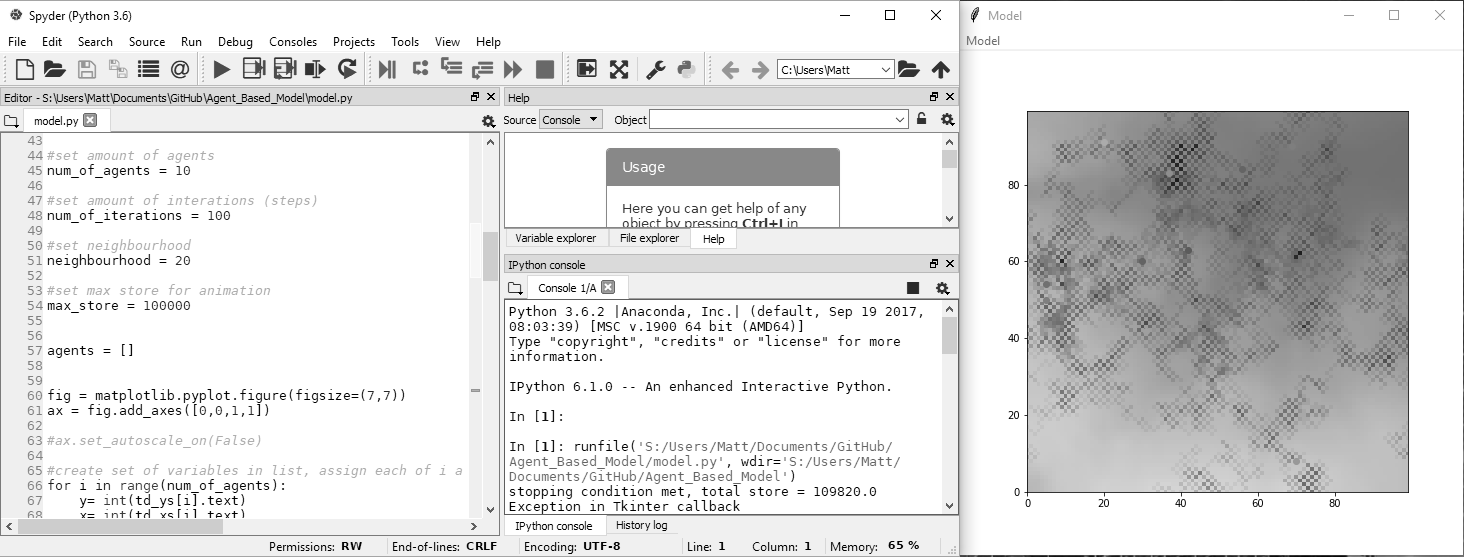 Spyder (Python 3.6)
File Edit Search Source Run Debug Consoles Projects Tools View Help
C:\Users\Matt
Editor - S:\Users\Matt\Documents\GitHub\Agent_Based_Model\model.py
model.py
43
44 #set amount of agents
45 num_of_agents = 10
46
47 #set amount of interations (steps)
48 num_of_iterations = 100
49
50 #set neighbourhood
51 neighbourhood = 20
52
53 #set max store for animation
54 max_store = 100000
55
56
57 agents = []
58
59
60 fig = matplotlib.pyplot.figure(figsize=(7,7))
61 ax = fig.add_axes([0,0,1,1])
62
63 #ax.set_autoscale_on(False)
64
65 #create set of variables in list, assign each of i a
66 for i in range(num_of_agents):
67 y= int(td_ys[i].text)
68 x= int(td_xs[i].text)
Help
Source Console Object
Usage
Here you can get help of any
object by pressing Ctrl+I in
Variable explorer File explorer Help
IPython console
Console 1/A
Python 3.6.2 |Anaconda, Inc.| (default, Sep 19 2017,
08:03:39) [MSC v.1900 64 bit (AMD64)]
Type "copyright", "credits" or "license" for more
information.
IPython 6.1.0 -- An enhanced Interactive Python.
In [1]:
In [1]: runfile('S:/Users/Matt/Documents/GitHub/
Agent_Based_Model/model.py', wdir='S:/Users/Matt/
Documents/GitHub/Agent_Based_Model')
stopping condition met, total store = 109820.0
Exception in Tkinter callback
IPython console History log
Permissions: RW End-of-lines: CRLF Encoding: UTF-8 Line: 1 Column: 1 Memory: 65 %
Model
Model
80
60
40
20
0
0 20 40 60 80